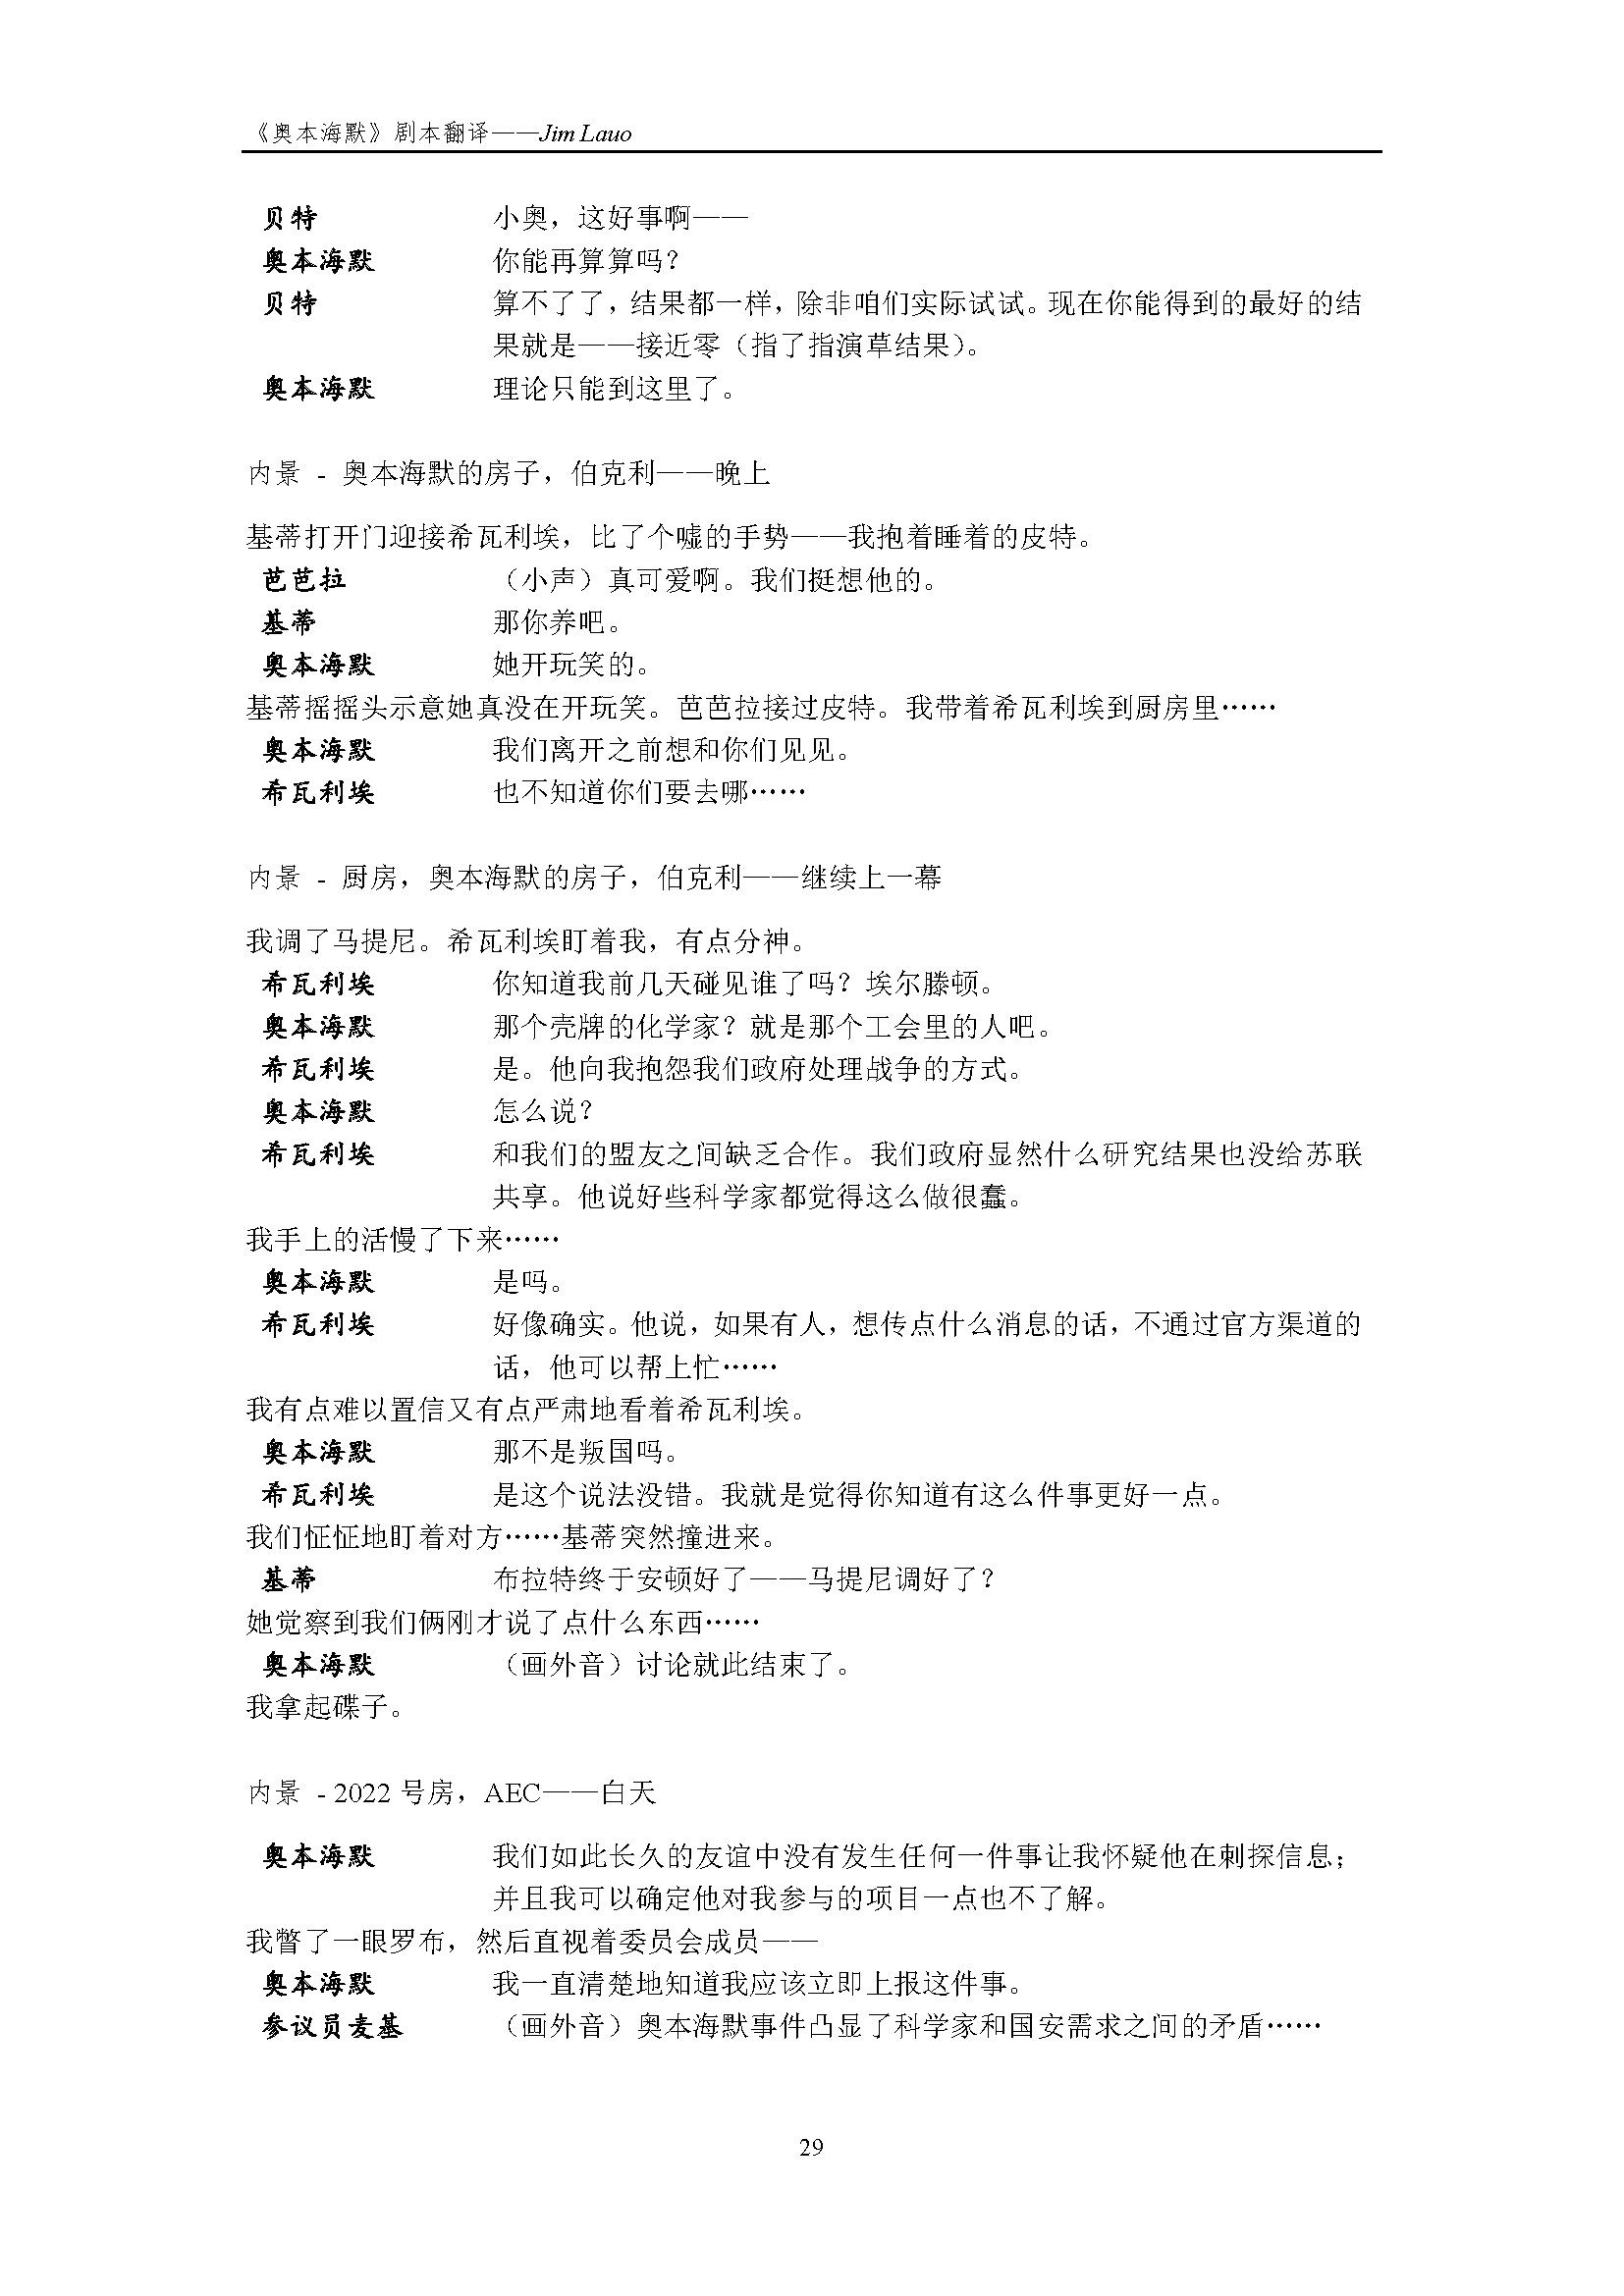 《奥本海默》剧本翻译——Jim Lauo
贝特 小奥，这好事啊——
奥本海默 你能再算算吗？
贝特 算不了了，结果都一样，除非咱们实际试试。现在你能得到的最好的结
果就是——接近零（指了指演草结果）。
奥本海默 理论只能到这里了。
内景 - 奥本海默的房子，伯克利——晚上
基蒂打开门迎接希瓦利埃，比了个嘘的手势——我抱着睡着的皮特。
芭芭拉 （小声）真可爱啊。我们挺想他的。
基蒂 那你养吧。
奥本海默 她开玩笑的。
基蒂摇摇头示意她真没在开玩笑。芭芭拉接过皮特。我带着希瓦利埃到厨房里……
奥本海默 我们离开之前想和你们见见。
希瓦利埃 也不知道你们要去哪……
内景 - 厨房，奥本海默的房子，伯克利——继续上一幕
我调了马提尼。希瓦利埃盯着我，有点分神。
希瓦利埃 你知道我前几天碰见谁了吗？埃尔滕顿。
奥本海默 那个壳牌的化学家？就是那个工会里的人吧。
希瓦利埃 是。他向我抱怨我们政府处理战争的方式。
奥本海默 怎么说？
希瓦利埃 和我们的盟友之间缺乏合作。我们政府显然什么研究结果也没给苏联
共享。他说好些科学家都觉得这么做很蠢。
我手上的活慢了下来……
奥本海默 是吗。
希瓦利埃 好像确实。他说，如果有人，想传点什么消息的话，不通过官方渠道的
话，他可以帮上忙……
我有点难以置信又有点严肃地看着希瓦利埃。
奥本海默 那不是叛国吗。
希瓦利埃 是这个说法没错。我就是觉得你知道有这么件事更好一点。
我们怔怔地盯着对方……基蒂突然撞进来。
基蒂 布拉特终于安顿好了——马提尼调好了？
她觉察到我们俩刚才说了点什么东西……
奥本海默 （画外音）讨论就此结束了。
我拿起碟子。
内景 - 2022 号房，AEC——白天
奥本海默 我们如此长久的友谊中没有发生任何一件事让我怀疑他在刺探信息；
并且我可以确定他对我参与的项目一点也不了解。
我瞥了一眼罗布，然后直视着委员会成员——
奥本海默 我一直清楚地知道我应该立即上报这件事。
参议员麦基 （画外音）奥本海默事件凸显了科学家和国安需求之间的矛盾……
29